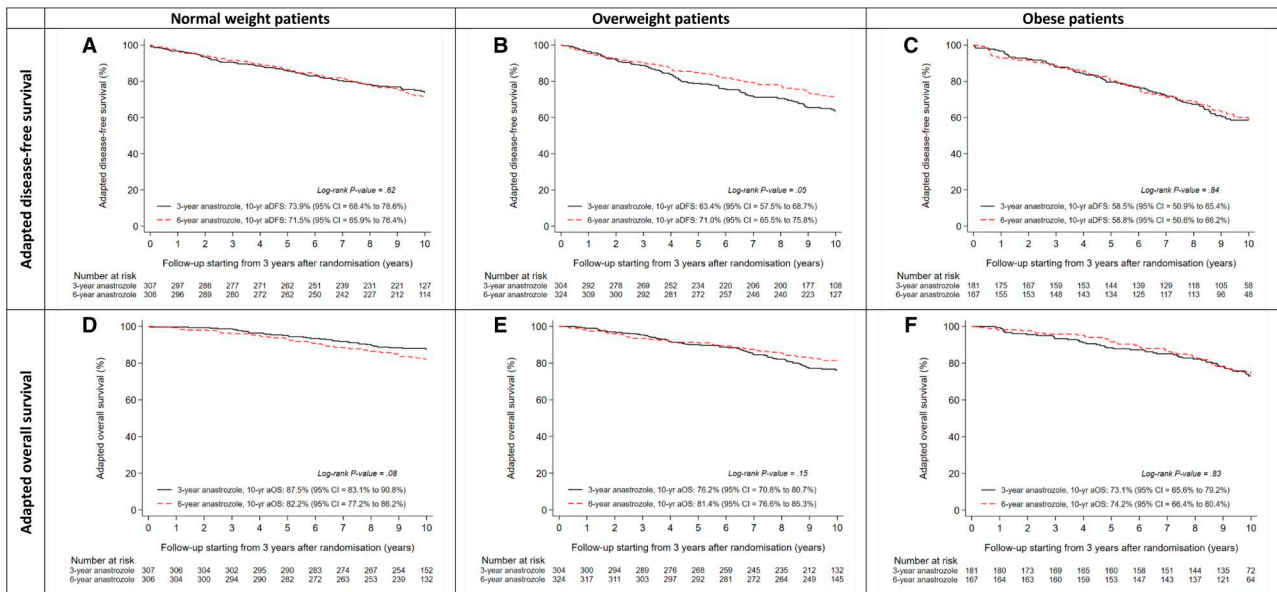 Normal weight patients
Overweight patients
Obese patients
Adapted disease-free survival
A
Adapted disease-free survival (%)
100
80
60
40
20
0
Log-rank P-value = .62
3-year anastrozole, 10-yr aDFS: 73.9% (95% CI = 68.4% to 78.6%)
6-year anastrozole, 10-yr aDFS: 71.5% (95% CI = 65.9% to 76.4%)
0 1 2 3 4 5 6 7 8 9 10
Follow-up starting from 3 years after randomisation (years)
Number at risk
3-year anastrozole 307 297 286 277 271 262 251 239 231 221 127
6-year anastrozole 306 296 289 280 272 262 250 242 227 212 114
B
Adapted disease-free survival (%)
100
80
60
40
20
0
Log-rank P-value = .05
3-year anastrozole, 10-yr aDFS: 63.4% (95% CI = 57.5% to 68.7%)
6-year anastrozole, 10-yr aDFS: 71.0% (95% CI = 65.5% to 75.8%)
0 1 2 3 4 5 6 7 8 9 10
Follow-up starting from 3 years after randomisation (years)
Number at risk
3-year anastrozole 304 292 278 269 252 234 220 206 200 177 108
6-year anastrozole 324 309 300 292 281 272 257 246 240 223 127
C
Adapted disease-free survival (%)
100
80
60
40
20
0
Log-rank P-value = .84
3-year anastrozole, 10-yr aDFS: 58.5% (95% CI = 50.9% to 65.4%)
6-year anastrozole, 10-yr aDFS: 58.8% (95% CI = 50.6% to 66.2%)
0 1 2 3 4 5 6 7 8 9 10
Follow-up starting from 3 years after randomisation (years)
Number at risk
3-year anastrozole 181 175 167 159 153 144 139 129 118 105 58
6-year anastrozole 167 155 153 148 143 134 125 117 113 96 48
Adapted overall survival
D
Adapted overall survival (%)
100
80
60
40
20
0
Log-rank P-value = .08
3-year anastrozole, 10-yr aOS: 87.5% (95% CI = 83.1% to 90.8%)
6-year anastrozole, 10-yr aOS: 82.2% (95% CI = 77.2% to 86.2%)
0 1 2 3 4 5 6 7 8 9 10
Follow-up starting from 3 years after randomisation (years)
Number at risk
3-year anastrozole 307 306 304 302 295 290 283 274 267 254 152
6-year anastrozole 306 304 300 294 290 282 272 263 253 239 132
E
Adapted overall survival (%)
100
80
60
40
20
0
Log-rank P-value = .15
3-year anastrozole, 10-yr aOS: 76.2% (95% CI = 70.8% to 80.7%)
6-year anastrozole, 10-yr aOS: 81.4% (95% CI = 76.6% to 85.3%)
0 1 2 3 4 5 6 7 8 9 10
Follow-up starting from 3 years after randomisation (years)
Number at risk
3-year anastrozole 304 300 294 289 276 268 259 245 235 212 132
6-year anastrozole 324 317 311 303 297 292 281 272 264 249 145
F
Adapted overall survival (%)
100
80
60
40
20
0
Log-rank P-value = .83
3-year anastrozole, 10-yr aOS: 73.1% (95% CI = 65.6% to 79.2%)
6-year anastrozole, 10-yr aOS: 74.2% (95% CI = 66.4% to 80.4%)
0 1 2 3 4 5 6 7 8 9 10
Follow-up starting from 3 years after randomisation (years)
Number at risk
3-year anastrozole 181 180 173 169 165 160 158 151 144 135 72
6-year anastrozole 167 164 163 160 159 153 147 143 137 121 64